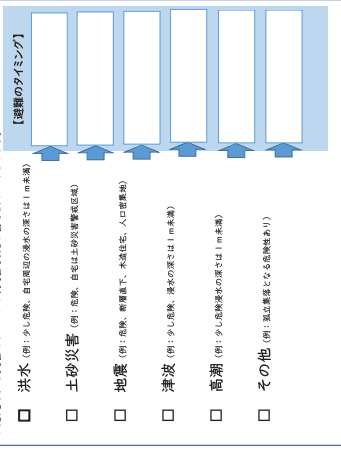 【避難のタイミング】
□ 洪水（例：少し危険、自宅周辺の浸水の深さは１ｍ未満）
□ 土砂災害（例：危険、自宅は土砂災害警戒区域）
□ 地震（例：危険、断層直下、木造住宅、人口密集地）
□ 津波（例：少し危険、浸水の深さは１ｍ未満）
□ 高潮（例：少し危険浸水の深さは１ｍ未満）
□ その他（例：孤立集落となる危険性あり）